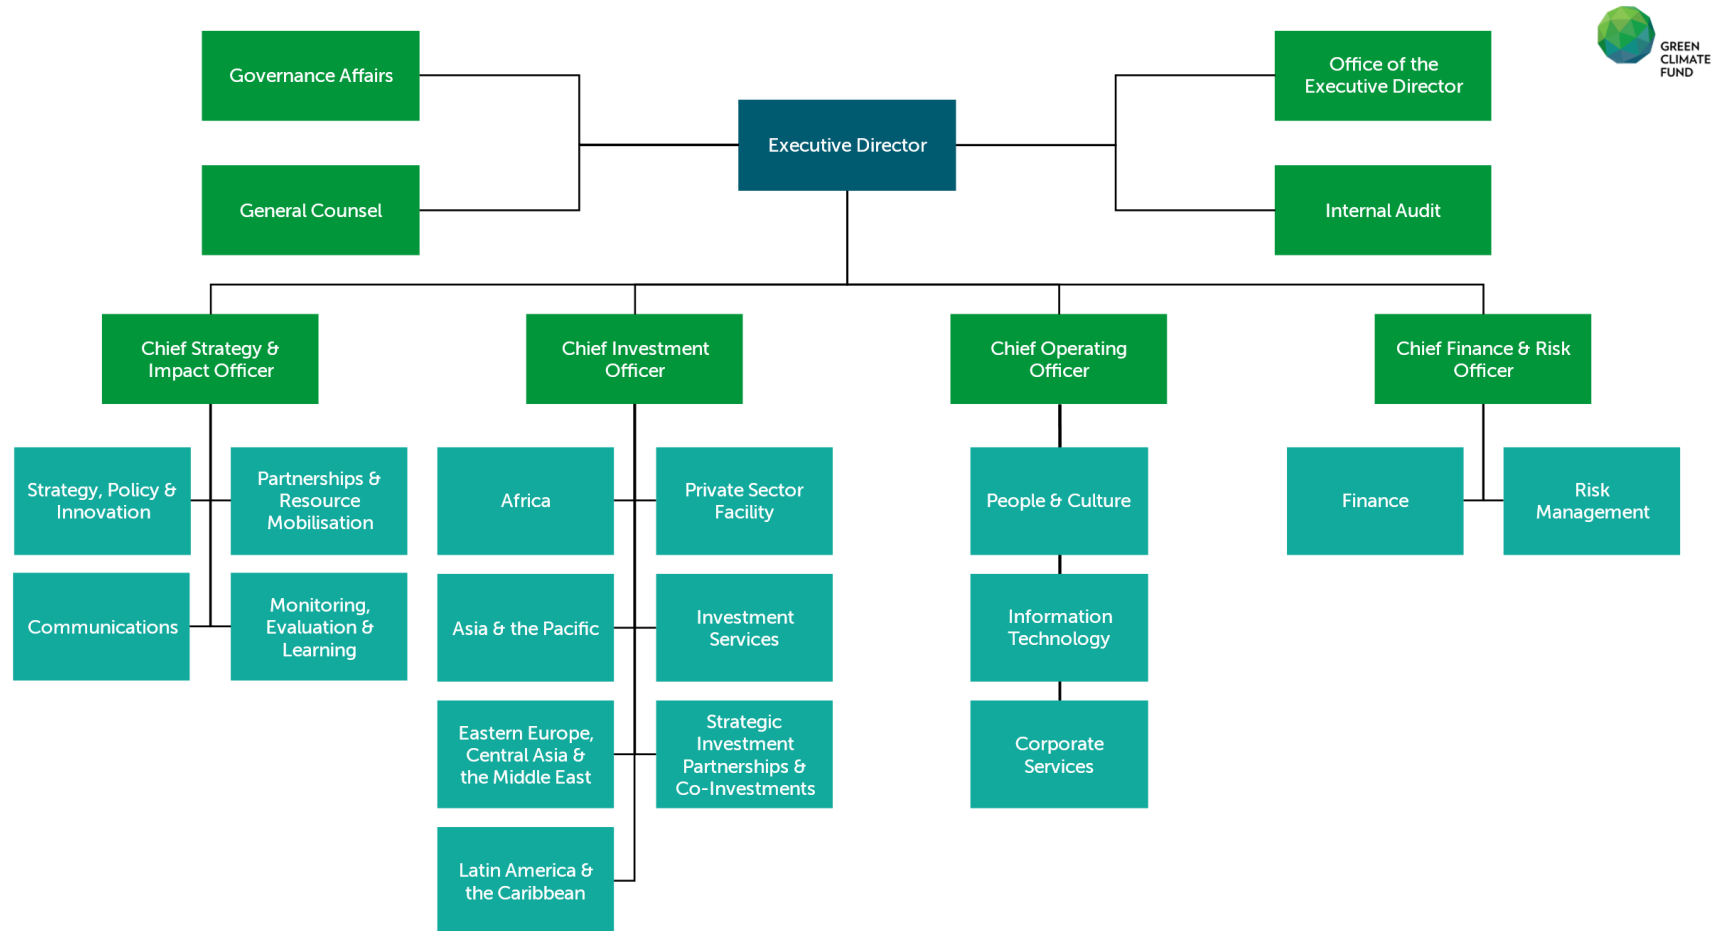 GREEN
CLIMATE
FUND
Governance Affairs
Office of the
Executive Director
Executive Director
General Counsel
Internal Audit
Chief Strategy &
Impact Officer
Chief Investment
Officer
Chief Operating
Officer
Chief Finance & Risk
Officer
Strategy, Policy &
Innovation
Partnerships &
Resource
Mobilisation
Communications
Monitoring,
Evaluation &
Learning
Africa
Private Sector
Facility
Asia & the Pacific
Investment
Services
Eastern Europe,
Central Asia &
the Middle East
Strategic
Investment
Partnerships &
Co-Investments
Latin America &
the Caribbean
People & Culture
Information
Technology
Corporate
Services
Finance
Risk
Management